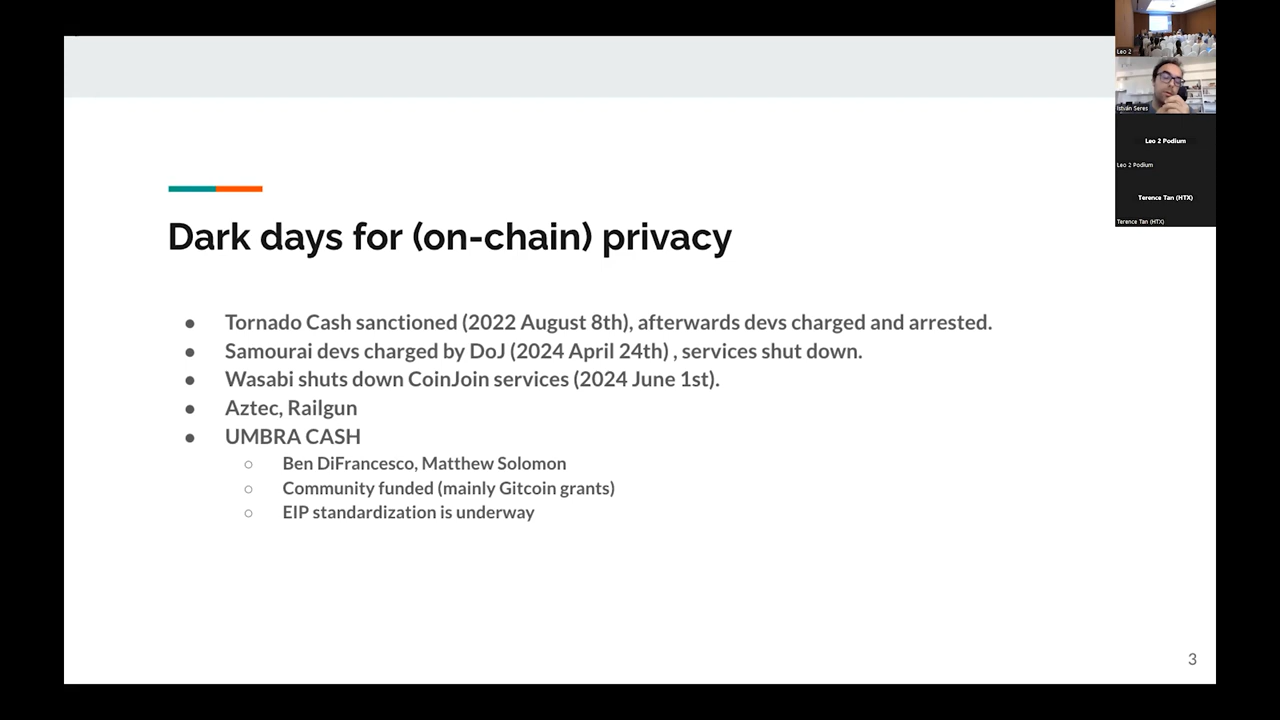 Leo 2
István Seres
Leo 2 Podium
Leo 2 Podium
Terence Tan (HTX)
Terence Tan (HTX)
Dark days for (on-chain) privacy
● Tornado Cash sanctioned (2022 August 8th), afterwards devs charged and arrested.
● Samourai devs charged by DoJ (2024 April 24th) , services shut down.
● Wasabi shuts down CoinJoin services (2024 June 1st).
● Aztec, Railgun
● UMBRA CASH
○ Ben DiFrancesco, Matthew Solomon
○ Community funded (mainly Gitcoin grants)
○ EIP standardization is underway
3